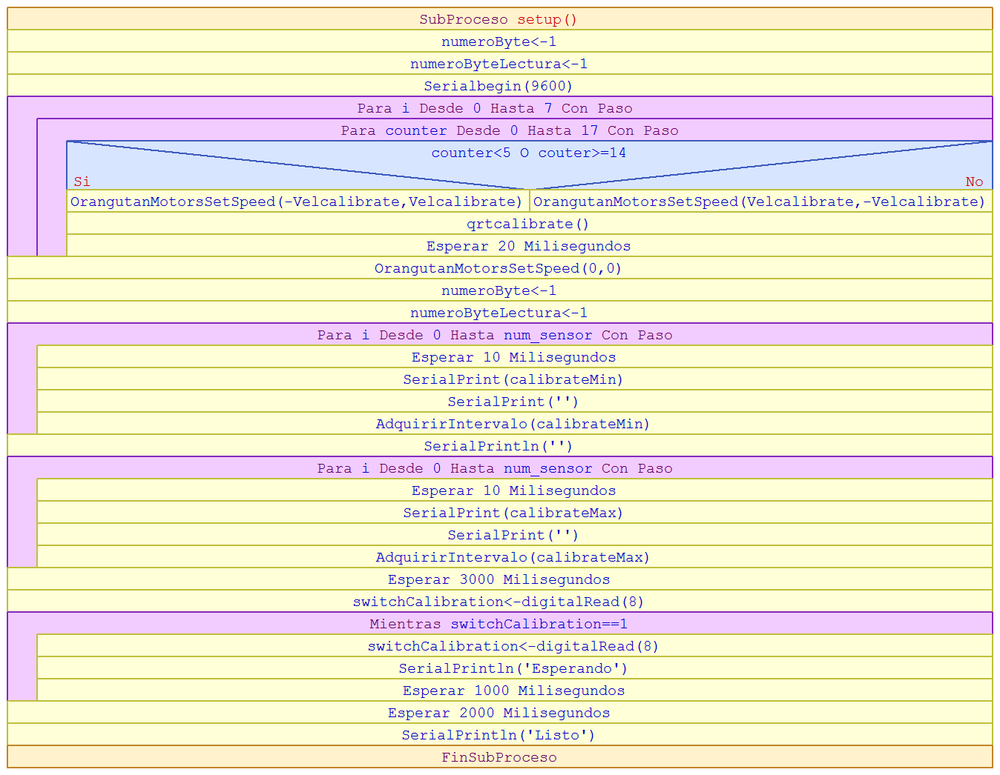 SubProceso setup()
numeroByte<-1
numeroByteLectura<-1
Serialbegin(9600)
Para i Desde 0 Hasta 7 Con Paso
Para counter Desde 0 Hasta 17 Con Paso
counter<5 O couter>=14
Si No
OrangutanMotorsSetSpeed(-Velcalibrate,Velcalibrate) OrangutanMotorsSetSpeed(Velcalibrate,-Velcalibrate)
qrtcalibrate()
Esperar 20 Milisegundos
OrangutanMotorsSetSpeed(0,0)
numeroByte<-1
numeroByteLectura<-1
Para i Desde 0 Hasta num_sensor Con Paso
Esperar 10 Milisegundos
SerialPrint(calibrateMin)
SerialPrint('')
AdquirirIntervalo(calibrateMin)
SerialPrintln('')
Para i Desde 0 Hasta num_sensor Con Paso
Esperar 10 Milisegundos
SerialPrint(calibrateMax)
SerialPrint('')
AdquirirIntervalo(calibrateMax)
Esperar 3000 Milisegundos
switchCalibration<-digitalRead(8)
Mientras switchCalibration==1
switchCalibration<-digitalRead(8)
SerialPrintln('Esperando')
Esperar 1000 Milisegundos
Esperar 2000 Milisegundos
SerialPrintln('Listo')
FinSubProceso